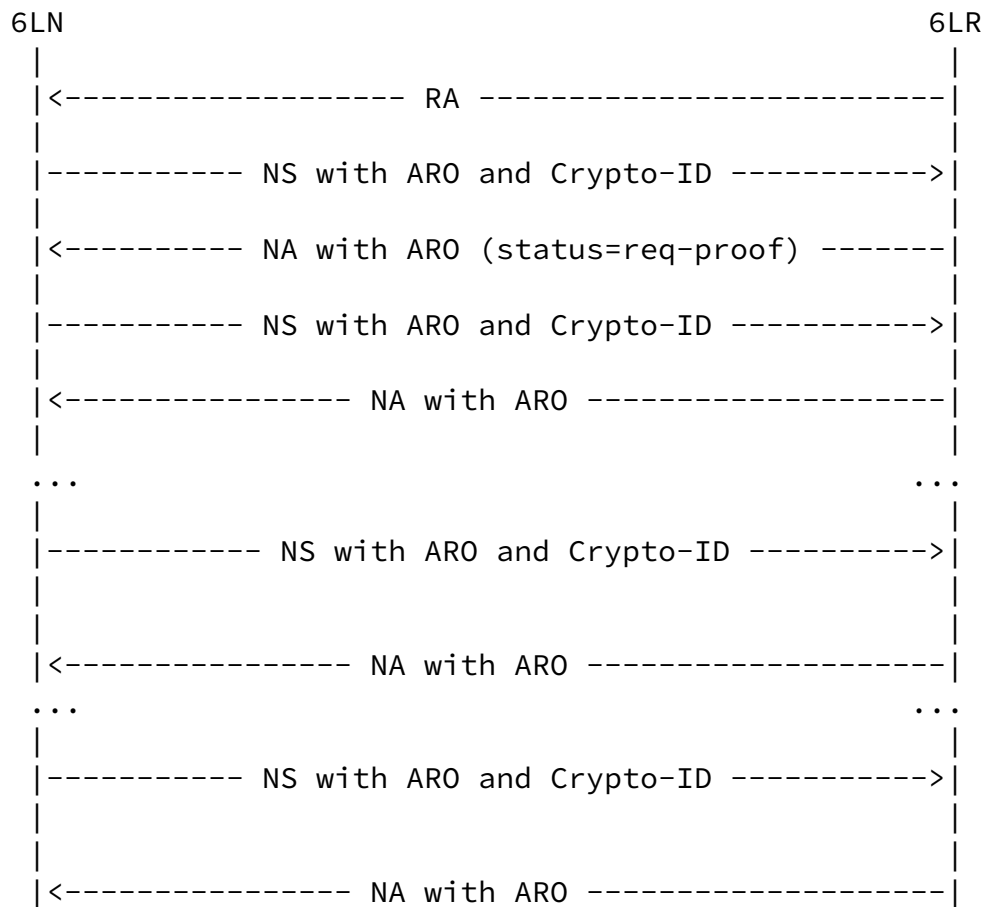 6LN 6LR
<------------------- RA --------------------------
----------- NS with ARO and Crypto-ID ----------->
<---------- NA with ARO (status=req-proof) -------
----------- NS with ARO and Crypto-ID ----------->
<---------------- NA with ARO --------------------
... ...
------------ NS with ARO and Crypto-ID ---------->
<---------------- NA with ARO --------------------
... ...
----------- NS with ARO and Crypto-ID ----------->
<---------------- NA with ARO --------------------